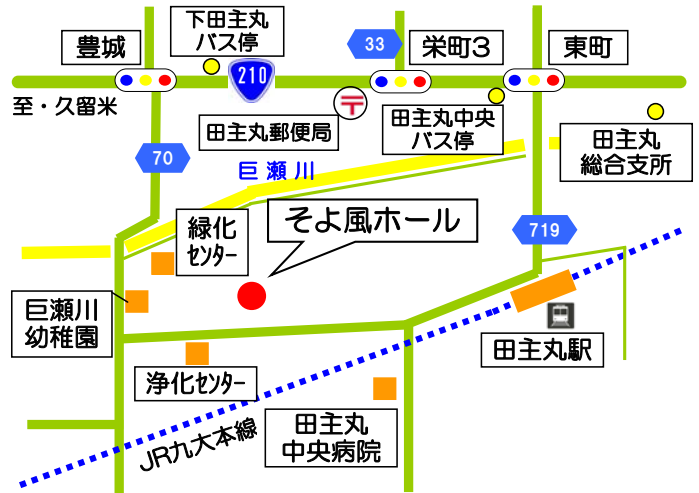 下田主丸
バス停
豊城
33
栄町3
東町
210
至・久留米
田主丸郵便局
田主丸中央
バス停
田主丸
総合支所
70
巨瀬川
緑化
センター
そよ風ホール
719
巨瀬川
幼稚園
田主丸駅
浄化センター
田主丸
中央病院
JR九大本線